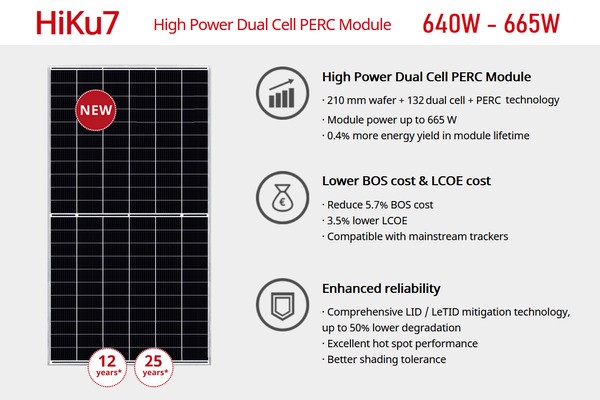 HiKu7
High Power Dual Cell PERC Module
640W - 665W
NEW
12
years*
25
years*
High Power Dual Cell PERC Module
· 210 mm wafer + 132 dual cell + PERC technology
· Module power up to 665 W
· 0.4% more energy yield in module lifetime
€
Lower BOS cost & LCOE cost
· Reduce 5.7% BOS cost
· 3.5% lower LCOE
· Compatible with mainstream trackers
Enhanced reliability
· Comprehensive LID / LeTID mitigation technology,
up to 50% lower degradation
· Excellent hot spot performance
· Better shading tolerance